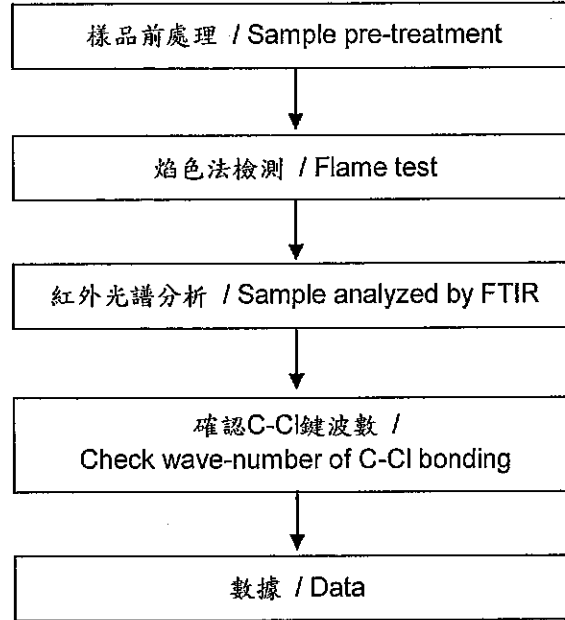 樣品前處理 / Sample pre-treatment
焰色法檢測 / Flame test
紅外光譜分析 / Sample analyzed by FTIR
確認C-Cl鍵波數 /
Check wave-number of C-Cl bonding
數據 / Data